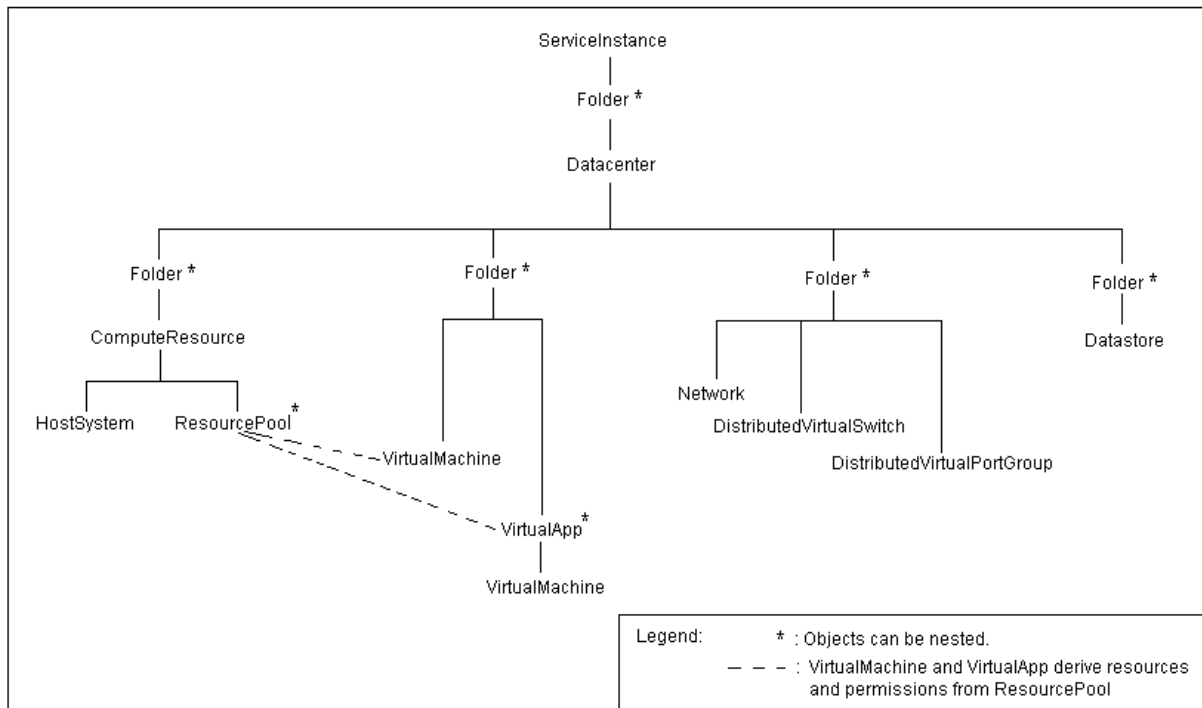 ServiceInstance
Folder *
Datacenter
Folder *
Folder *
Folder *
Folder *
ComputeResource
Datastore
HostSystem
ResourcePool *
Network
DistributedVirtualSwitch
VirtualMachine
DistributedVirtualPortGroup
VirtualApp *
VirtualMachine
Legend:
* : Objects can be nested.
— — — : VirtualMachine and VirtualApp derive resources
and permissions from ResourcePool